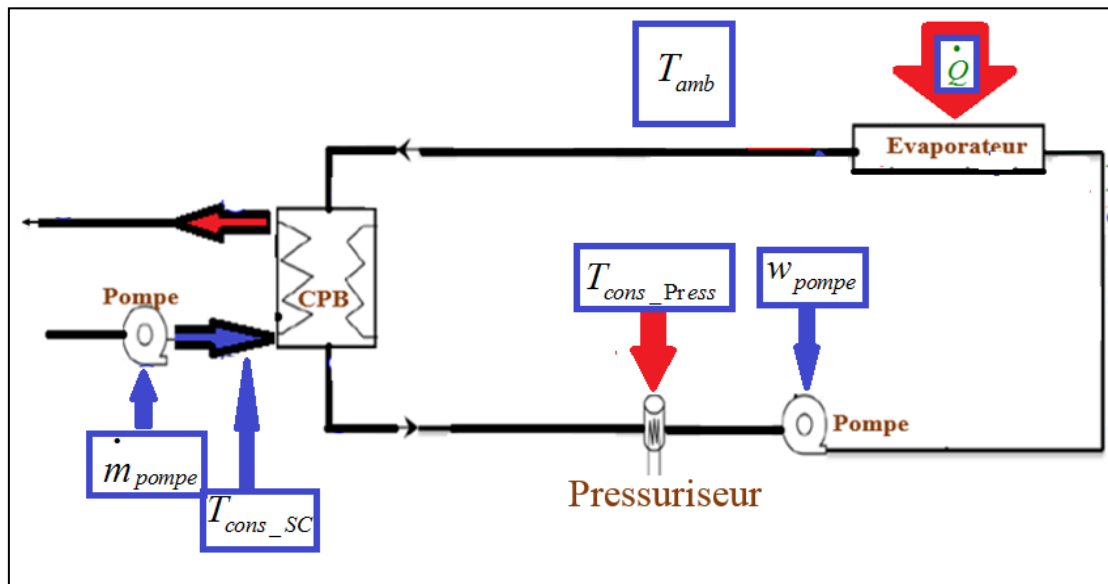 T_amb
Q̇
Evaporateur
Pompe
CPB
T_cons_Press
w_pompe
Pompe
ṁ_pompe
T_cons_SC
Pressuriseur